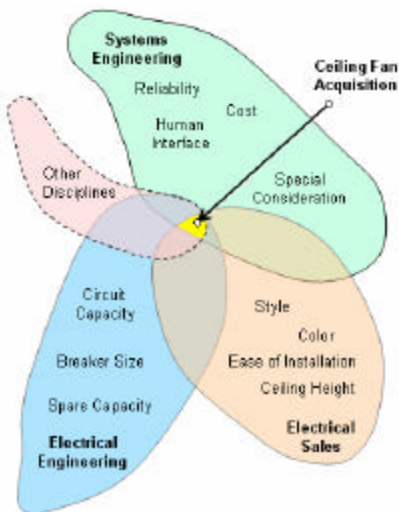 Systems
Engineering
Ceiling Fan
Acquisition
Reliability
Cost
Human
Interface
Other
Disciplines
Special
Consideration
Circuit
Capacity
Style
Color
Breaker Size
Ease of Installation
Ceiling Height
Spare Capacity
Electrical
Sales
Electrical
Engineering